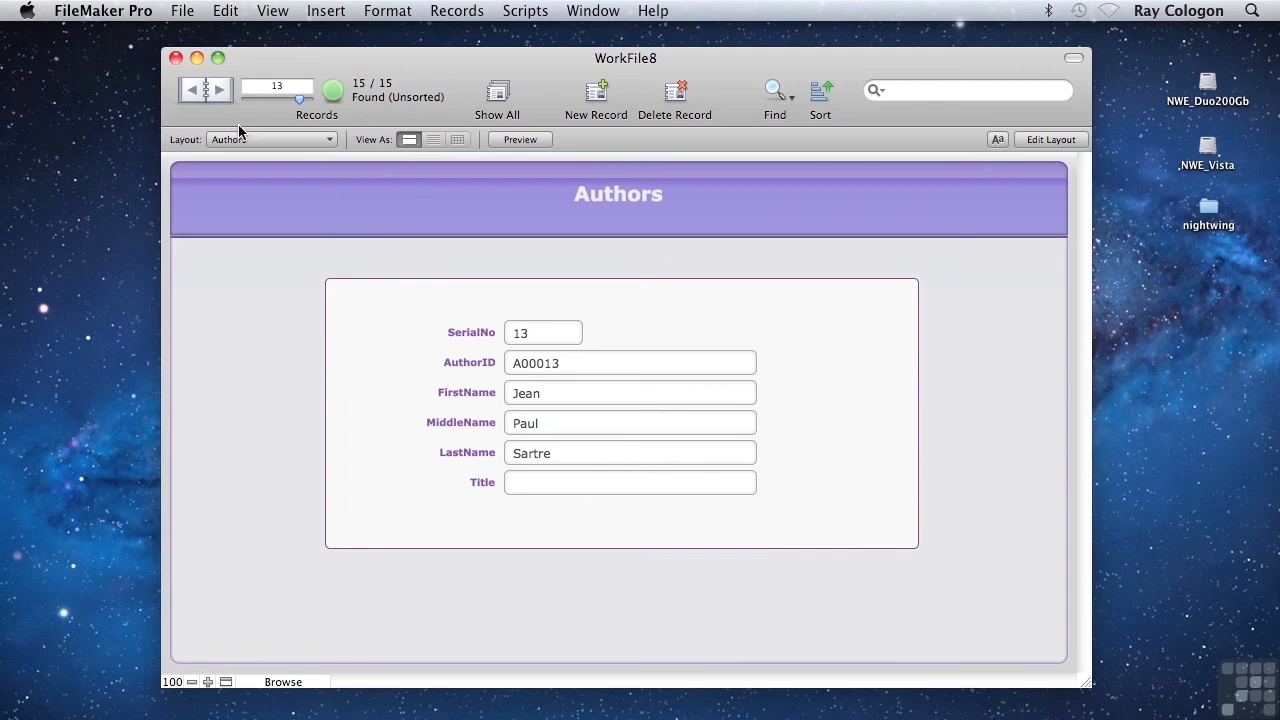 FileMaker Pro File Edit View Insert Format Records Scripts Window Help Ray Cologon
WorkFile8
13
15 / 15
Found (Unsorted)
Records Show All New Record Delete Record Find Sort
Layout: Authors View As: Preview Aa Edit Layout
NWE_Duo200Gb
NWE_Vista
nightwing
Authors
SerialNo 13
AuthorID A00013
FirstName Jean
MiddleName Paul
LastName Sartre
Title
100 Browse